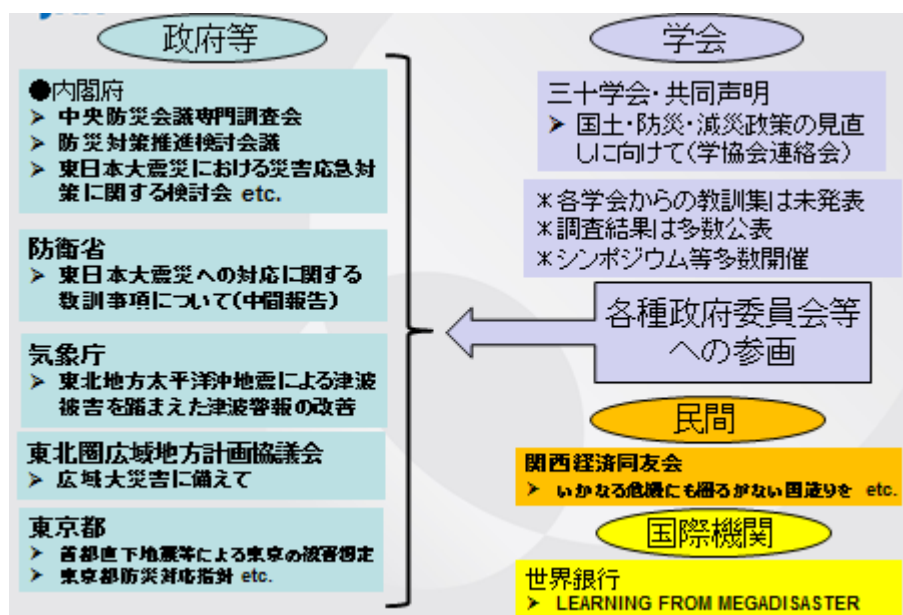 政府等
●内閣府
➢ 中央防災会議専門調査会
➢ 防災対策推進検討会議
➢ 東日本大震災における災害応急対
策に関する検討会 etc.
防衛省
➢ 東日本大震災への対応に関する
教訓事項について(中間報告)
気象庁
➢ 東北地方太平洋沖地震による津波
被害を踏まえた津波警報の改善
東北圏広域地方計画協議会
➢ 広域大災害に備えて
東京都
➢ 首都直下地震等による東京の被害想定
➢ 東京都防災対応指針 etc.
学会
三十学会・共同声明
➢ 国土・防災・減災政策の見直
しに向けて(学協会連絡会)
＊各学会からの教訓集は未発表
＊調査結果は多数公表
＊シンポジウム等多数開催
各種政府委員会等
への参画
民間
関西経済同友会
➢ いかなる危機にも揺るがない国造りを etc.
国際機関
世界銀行
➢ LEARNING FROM MEGADISASTER